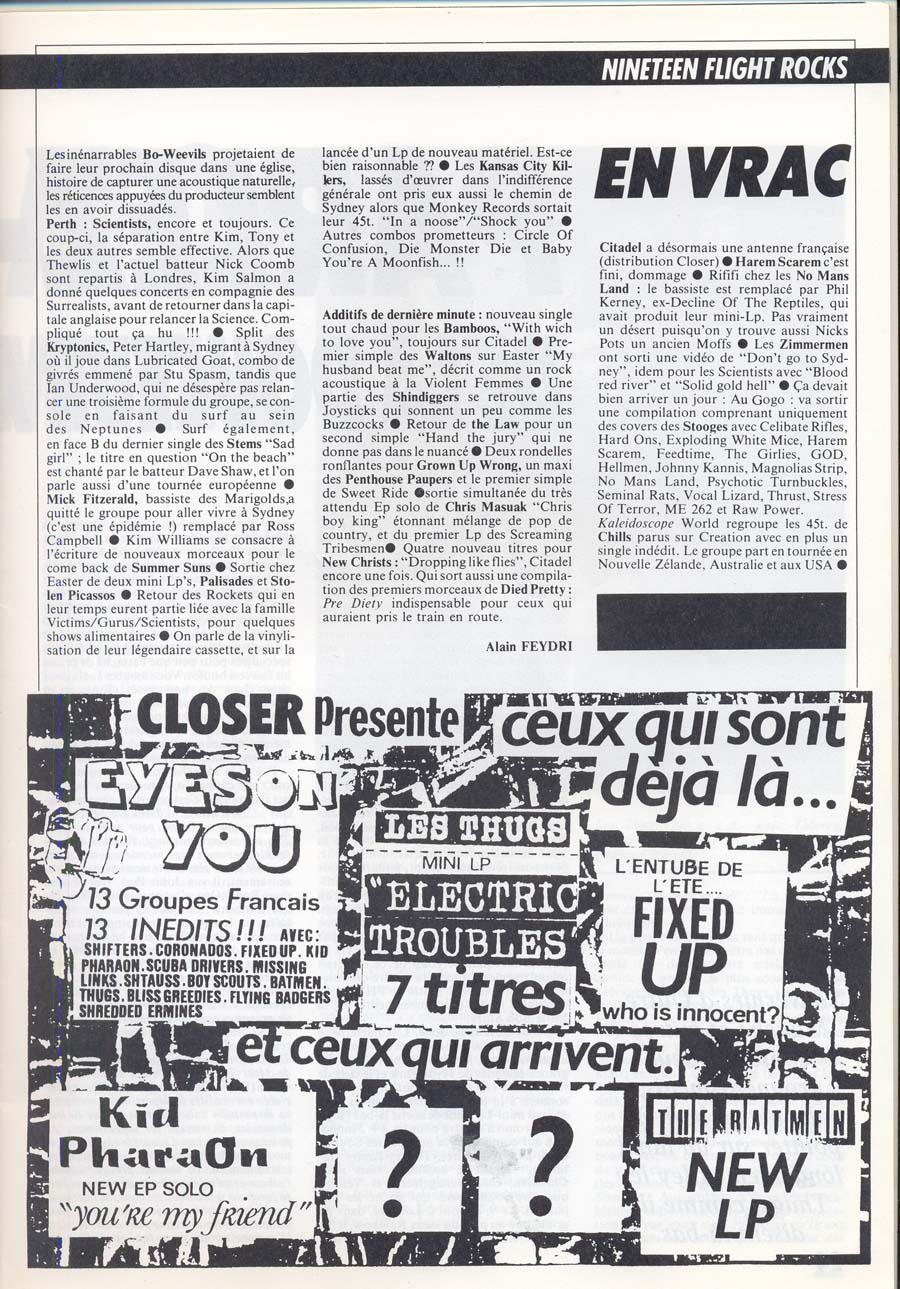 NINETEEN FLIGHT ROCKS
Les inénarrables Bo-Weevils projetaient de
faire leur prochain disque dans une église,
histoire de capturer une acoustique naturelle,
les réticences appuyées du producteur semblent
les en avoir dissuadés.
Perth : Scientists, encore et toujours. Ce
coup-ci, la séparation entre Kim, Tony et
les deux autres semble effective. Alors que
Thewlis et l'actuel batteur Nick Coomb
sont repartis à Londres, Kim Salmon a
donné quelques concerts en compagnie des
Surrealists, avant de retourner dans la capi-
tale anglaise pour relancer la Science. Com-
pliqué tout ça hu !!! ● Split des
Kryptonics, Peter Hartley, migrant à Sydney
où il joue dans Lubricated Goat, combo de
givrés emmené par Stu Spasm, tandis que
Ian Underwood, qui ne désespère pas relan-
cer une troisième formule du groupe, se con-
sole en faisant du surf au sein
des Neptunes ● Surf également,
en face B du dernier single des Stems "Sad
girl" ; le titre en question "On the beach"
est chanté par le batteur Dave Shaw, et l'on
parle aussi d'une tournée européenne ●
Mick Fitzerald, bassiste des Marigolds,a
quitté le groupe pour aller vivre à Sydney
(c'est une épidémie !) remplacé par Ross
Campbell ● Kim Williams se consacre à
l'écriture de nouveaux morceaux pour le
come back de Summer Suns ● Sortie chez
Easter de deux mini Lp's, Palisades et Sto-
len Picassos ● Retour des Rockets qui en
leur temps eurent partie liée avec la famille
Victims/Gurus/Scientists, pour quelques
shows alimentaires ● On parle de la vinyli-
sation de leur légendaire cassette, et sur la
lancée d'un Lp de nouveau matériel. Est-ce
bien raisonnable ?? ● Les Kansas City Kil-
lers, lassés d'œuvrer dans l'indifférence
générale ont pris eux aussi le chemin de
Sydney alors que Monkey Records sortait
leur 45t. "In a noose"/"Shock you" ●
Autres combos prometteurs : Circle Of
Confusion, Die Monster Die et Baby
You're A Moonfish... !!
Additifs de dernière minute : nouveau single
tout chaud pour les Bamboos, "With wich
to love you", toujours sur Citadel ● Pre-
mier simple des Waltons sur Easter "My
husband beat me", décrit comme un rock
acoustique à la Violent Femmes ● Une
partie des Shindiggers se retrouve dans
Joysticks qui sonnent un peu comme les
Buzzcocks ● Retour de the Law pour un
second simple "Hand the jury" qui ne
donne pas dans le nuancé ● Deux rondelles
ronflantes pour Grown Up Wrong, un maxi
des Penthouse Paupers et le premier simple
de Sweet Ride ●sortie simultanée du très
attendu Ep solo de Chris Masuak "Chris
boy king" étonnant mélange de pop de
country, et du premier Lp des Screaming
Tribesmen● Quatre nouveau titres pour
New Christs : "Dropping like flies", Citadel
encore une fois. Qui sort aussi une compila-
tion des premiers morceaux de Died Pretty :
Pre Diety indispensable pour ceux qui
auraient pris le train en route.
Alain FEYDRI
EN VRAC
Citadel a désormais une antenne française
(distribution Closer) ● Harem Scarem c'est
fini, dommage ● Rififi chez les No Mans
Land : le bassiste est remplacé par Phil
Kerney, ex-Decline Of The Reptiles, qui
avait produit leur mini-Lp. Pas vraiment
un désert puisqu'on y trouve aussi Nicks
Pots un ancien Moffs ● Les Zimmermen
ont sorti une vidéo de "Don't go to Syd-
ney", idem pour les Scientists avec "Blood
red river" et "Solid gold hell" ● Ça devait
bien arriver un jour : Au Gogo : va sortir
une compilation comprenant uniquement
des covers des Stooges avec Celibate Rifles,
Hard Ons, Exploding White Mice, Harem
Scarem, Feedtime, The Girlies, GOD,
Hellmen, Johnny Kannis, Magnolias Strip,
No Mans Land, Psychotic Turnbuckles,
Seminal Rats, Vocal Lizard, Thrust, Stress
Of Terror, ME 262 et Raw Power.
Kaleidoscope World regroupe les 45t. de
Chills parus sur Creation avec en plus un
single indédit. Le groupe part en tournée en
Nouvelle Zélande, Australie et aux USA ●
CLOSER Presente
ceux qui sont
dèjà là...
EYES ON
YOU
13 Groupes Francais
13 INEDITS!!! AVEC:
SHIFTERS. CORONADOS. FIXED UP. KID
PHARAON. SCUBA DRIVERS. MISSING
LINKS. SHTAUSS. BOY SCOUTS. BATMEN.
THUGS. BLISS GREEDIES. FLYING BADGERS
SHREDDED ERMINES
LES THUGS
MINI LP
"ELECTRIC
TROUBLES
7 titres
L'ENTUBE DE
L'ETE....
FIXED
UP
who is innocent?
et ceux qui arrivent.
Kid
PharaOn
NEW EP SOLO
"you're my friend"
?
?
THE RATMEN
NEW
LP